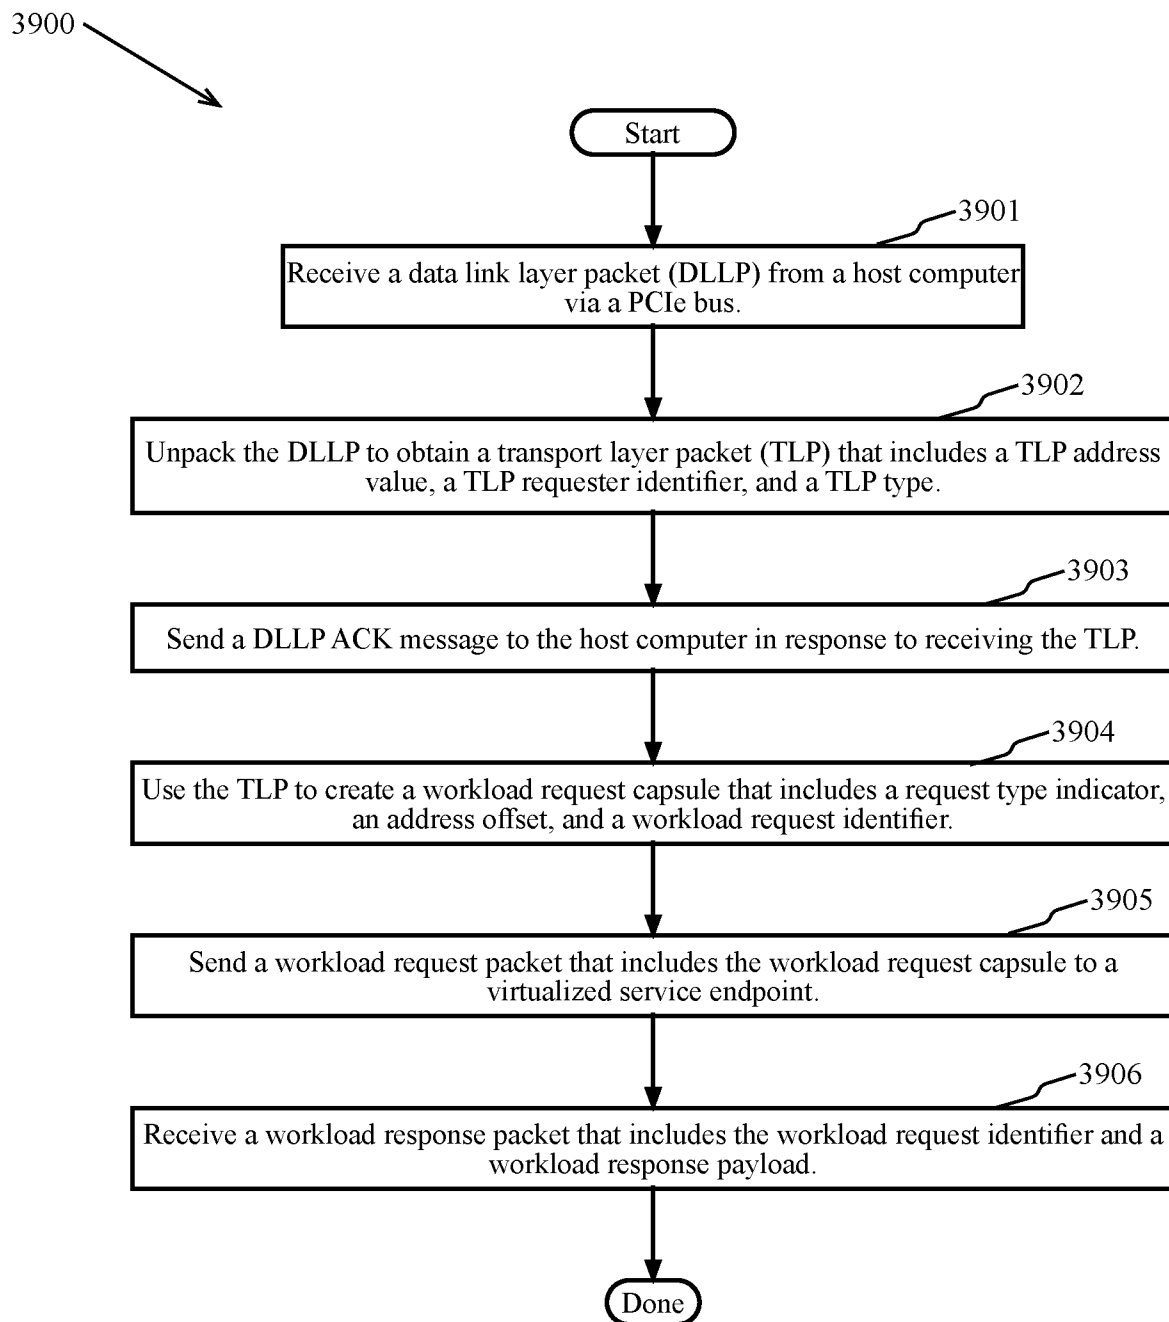 3900
Start
3901
Receive a data link layer packet (DLLP) from a host computer
via a PCIe bus.
3902
Unpack the DLLP to obtain a transport layer packet (TLP) that includes a TLP address
value, a TLP requester identifier, and a TLP type.
3903
Send a DLLP ACK message to the host computer in response to receiving the TLP.
3904
Use the TLP to create a workload request capsule that includes a request type indicator,
an address offset, and a workload request identifier.
3905
Send a workload request packet that includes the workload request capsule to a
virtualized service endpoint.
3906
Receive a workload response packet that includes the workload request identifier and a
workload response payload.
Done